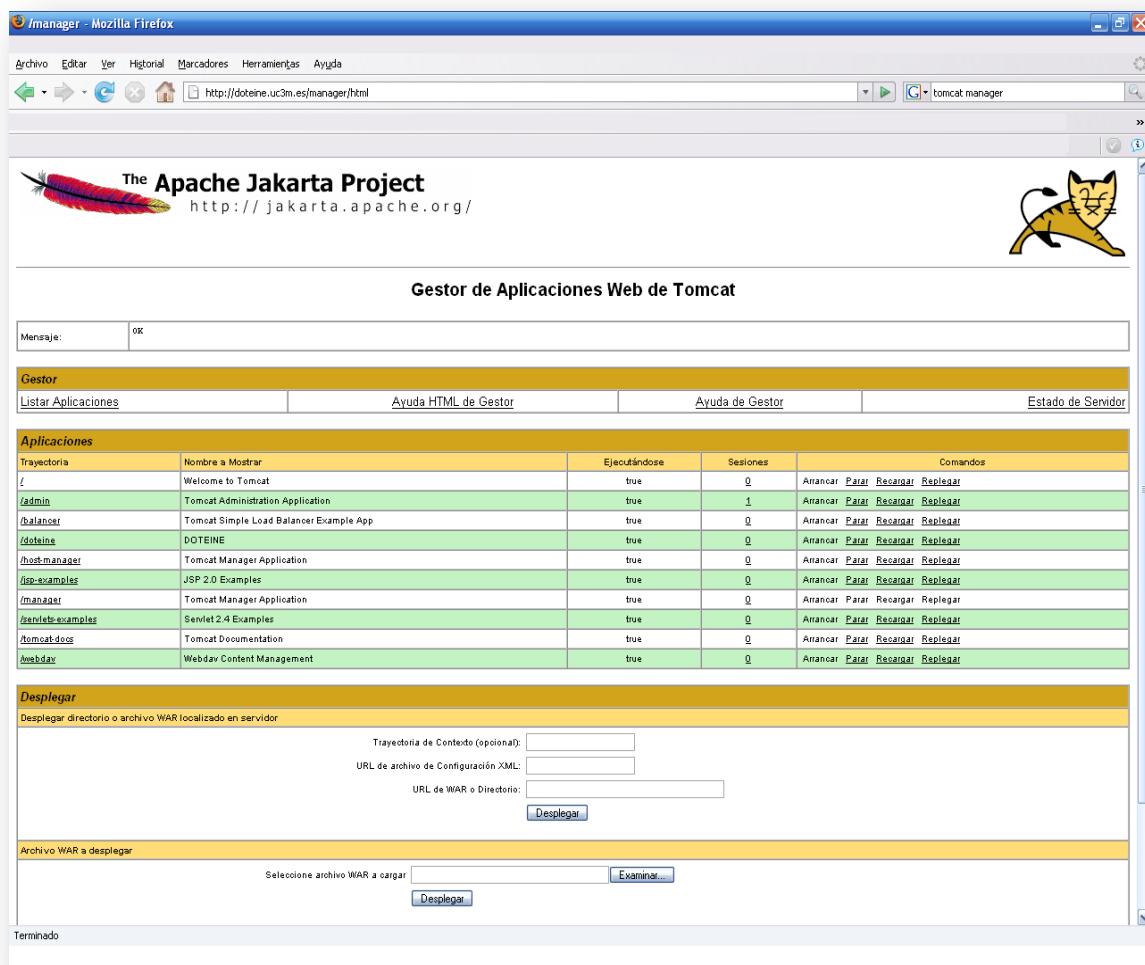 /manager - Mozilla Firefox
Archivo Editar Ver Historial Marcadores Herramientas Ayuda
http://doteine.uc3m.es/manager/html G tomcat manager
»
The Apache Jakarta Project
http://jakarta.apache.org/
Gestor de Aplicaciones Web de Tomcat
Mensaje: OK
Gestor
Listar Aplicaciones Ayuda HTML de Gestor Ayuda de Gestor Estado de Servidor
Aplicaciones
Trayectoria Nombre a Mostrar Ejecutándose Sesiones Comandos
/ Welcome to Tomcat true 0 Arrancar Parar Recargar Replegar
/admin Tomcat Administration Application true 1 Arrancar Parar Recargar Replegar
/balancer Tomcat Simple Load Balancer Example App true 0 Arrancar Parar Recargar Replegar
/doteine DOTEINE true 0 Arrancar Parar Recargar Replegar
/host-manager Tomcat Manager Application true 0 Arrancar Parar Recargar Replegar
/jsp-examples JSP 2.0 Examples true 0 Arrancar Parar Recargar Replegar
/manager Tomcat Manager Application true 0 Arrancar Parar Recargar Replegar
/servlets-examples Servlet 2.4 Examples true 0 Arrancar Parar Recargar Replegar
/tomcat-docs Tomcat Documentation true 0 Arrancar Parar Recargar Replegar
/webdav Webdav Content Management true 0 Arrancar Parar Recargar Replegar
Desplegar
Desplegar directorio o archivo WAR localizado en servidor
Trayectoria de Contexto (opcional):
URL de archivo de Configuración XML:
URL de WAR o Directorio:
Desplegar
Archivo WAR a desplegar
Seleccione archivo WAR a cargar Examinar...
Desplegar
Terminado